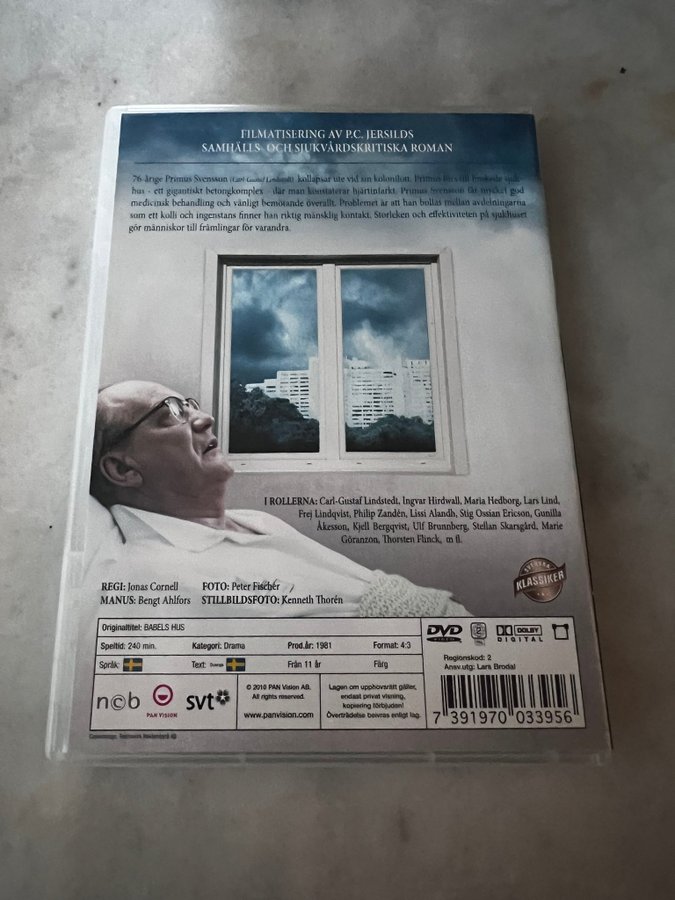 FILMATISERING AV P.C. JERSILDS
SAMHÄLLS- OCH SJUKVÅRDSKRITISKA ROMAN
76-årige Primus Svensson (Carl-Gustaf Lindstedt) kollapsar ute vid sin kolonilott. Primus förs till Enskede sjuk-
hus - ett gigantiskt betongkomplex - där man konstaterar hjärtinfarkt. Primus Svensson får mycket god
medicinsk behandling och vänligt bemötande överallt. Problemet är att han bollas mellan avdelningarna
som ett kolli och ingenstans finner han riktig mänsklig kontakt. Storleken och effektiviteten på sjukhuset
gör människor till främlingar för varandra.
I ROLLERNA: Carl-Gustaf Lindstedt, Ingvar Hirdwall, Maria Hedborg, Lars Lind,
Frej Lindqvist, Philip Zandén, Lissi Alandh, Stig Ossian Ericson, Gunilla
Åkesson, Kjell Bergqvist, Ulf Brunnberg, Stellan Skarsgård, Marie
Göranzon, Thorsten Flinck, m fl.
SVENSKA
KLASSIKER
REGI: Jonas Cornell FOTO: Peter Fischer
MANUS: Bengt Ahlfors STILLBILDSFOTO: Kenneth Thorén
Originaltitel: BABELS HUS
Speltid: 240 min. Kategori: Drama Prod.år: 1981 Format: 4:3
Språk: Text: Svenska Från 11 år Färg
DVD VIDEO 2 DOLBY DIGITAL
Regionskod: 2
Ansv.utg: Lars Brodal
ncb PAN VISION svt
© 2010 PAN Vision AB.
All rights reserved.
www.panvision.com
Lagen om upphovsrätt gäller,
endast privat visning,
kopiering förbjuden!
Överträdelse beivras enligt lag.
7 391970 033956